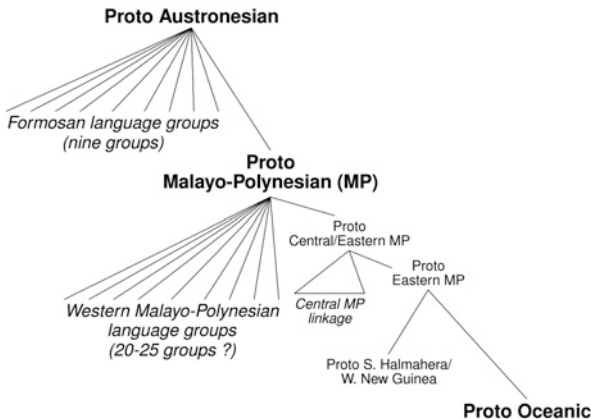 Proto Austronesian
Formosan language groups
(nine groups)
Proto
Malayo-Polynesian (MP)
Proto
Central/Eastern MP
Proto
Eastern MP
Western Malayo-Polynesian
language groups
(20-25 groups ?)
Central MP
linkage
Proto S. Halmahera/
W. New Guinea
Proto Oceanic